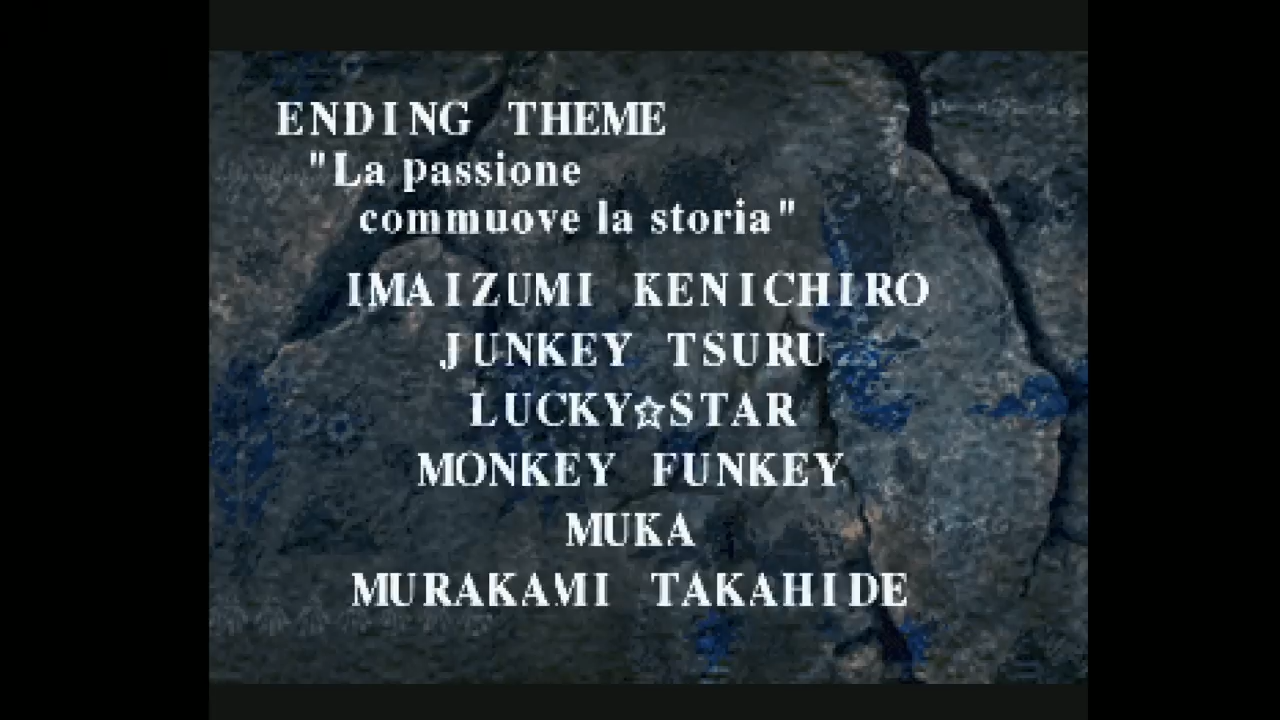 ENDING THEME
"La passione
commuove la storia"
IMAIZUMI KENICHIRO
JUNKEY TSURU
LUCKY☆STAR
MONKEY FUNKEY
MUKA
MURAKAMI TAKAHIDE